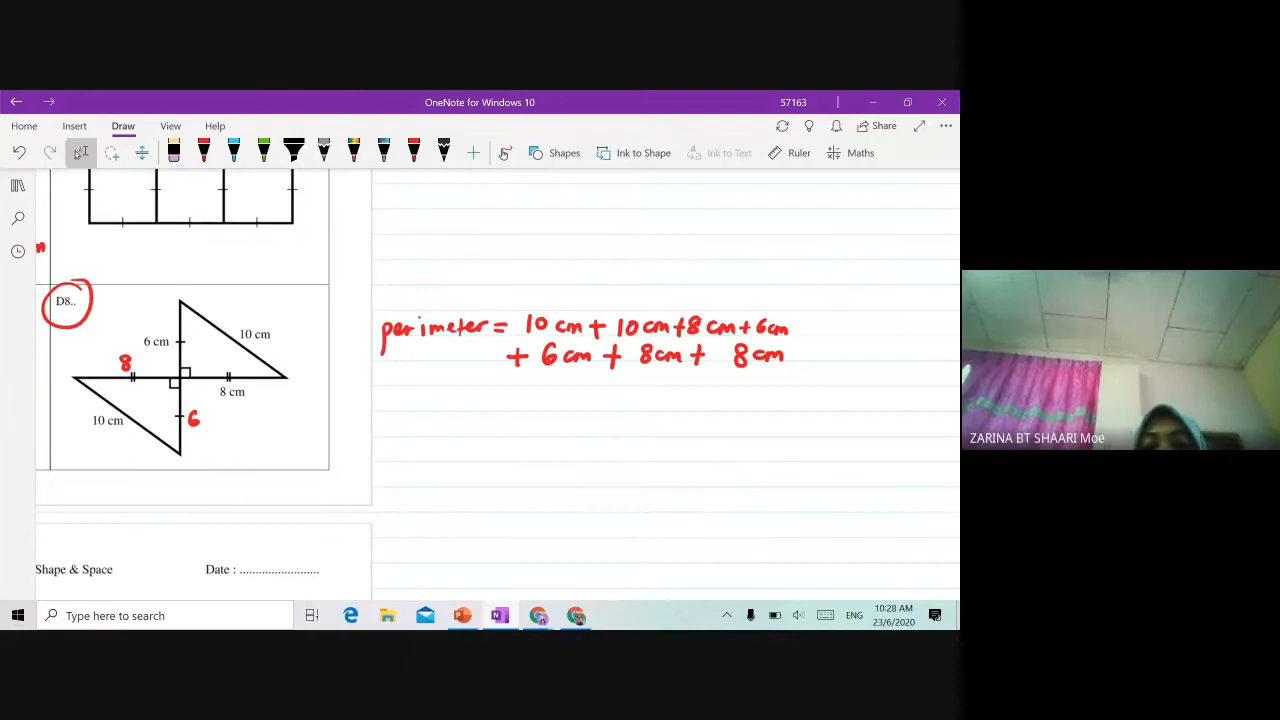 OneNote for Windows 10
57163
Home Insert Draw View Help
Share
Shapes Ink to Shape Ink to Text Ruler Maths
D8..
6 cm
10 cm
8
8 cm
10 cm
6
perimeter = 10 cm + 10 cm + 8 cm + 6 cm
+ 6 cm + 8 cm + 8 cm
ZARINA BT SHAARI Moe
Shape & Space Date : .........................
Type here to search
ENG
10:28 AM
23/6/2020